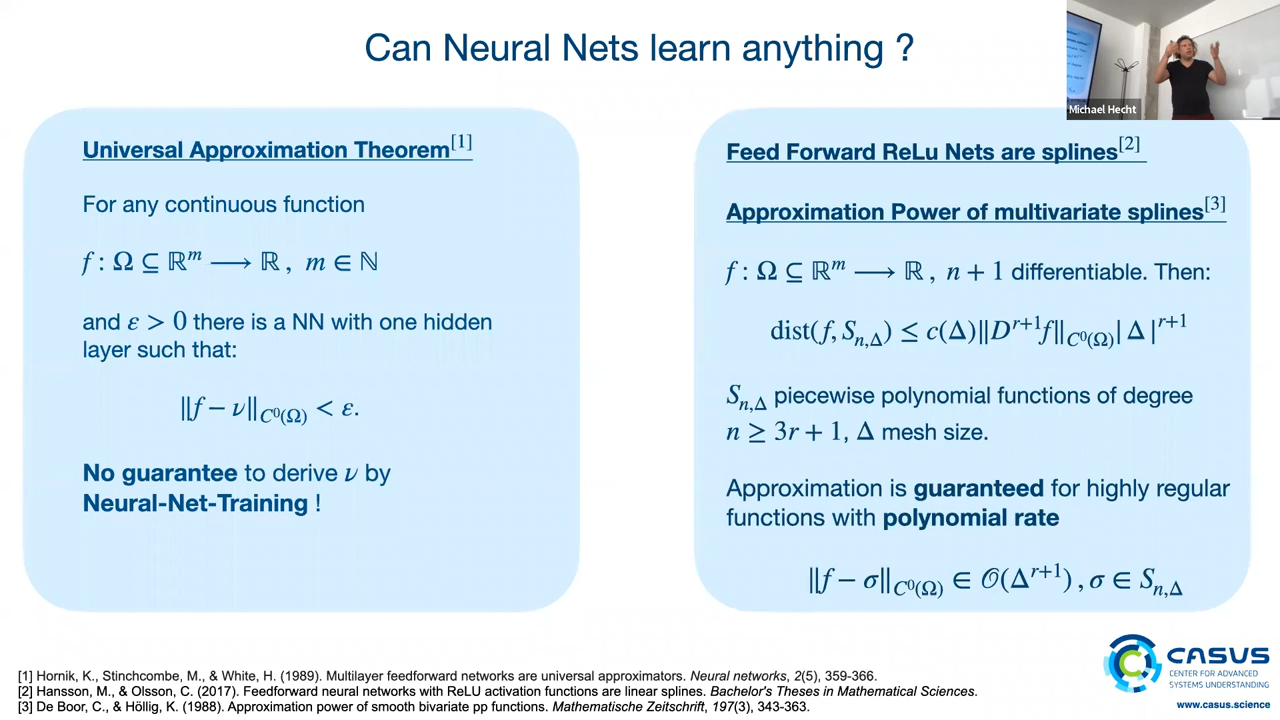 Can Neural Nets learn anything ?
Michael Hecht
Universal Approximation Theorem[1]
For any continuous function
f : Ω ⊆ ℝᵐ ⟶ ℝ , m ∈ ℕ
and ε > 0 there is a NN with one hidden
layer such that:
‖f − ν‖_{C⁰(Ω)} < ε.
No guarantee to derive ν by
Neural-Net-Training !
Feed Forward ReLu Nets are splines[2]
Approximation Power of multivariate splines[3]
f : Ω ⊆ ℝᵐ ⟶ ℝ , n + 1 differentiable. Then:
dist(f, S_{n,Δ}) ≤ c(Δ)‖D^{r+1}f‖_{C⁰(Ω)}| Δ |^{r+1}
S_{n,Δ} piecewise polynomial functions of degree
n ≥ 3r + 1, Δ mesh size.
Approximation is guaranteed for highly regular
functions with polynomial rate
‖f − σ‖_{C⁰(Ω)} ∈ 𝒪(Δ^{r+1}) , σ ∈ S_{n,Δ}
[1] Hornik, K., Stinchcombe, M., & White, H. (1989). Multilayer feedforward networks are universal approximators. Neural networks, 2(5), 359-366.
[2] Hansson, M., & Olsson, C. (2017). Feedforward neural networks with ReLU activation functions are linear splines. Bachelor's Theses in Mathematical Sciences.
[3] De Boor, C., & Höllig, K. (1988). Approximation power of smooth bivariate pp functions. Mathematische Zeitschrift, 197(3), 343-363.
CASUS
CENTER FOR ADVANCED
SYSTEMS UNDERSTANDING
www.casus.science